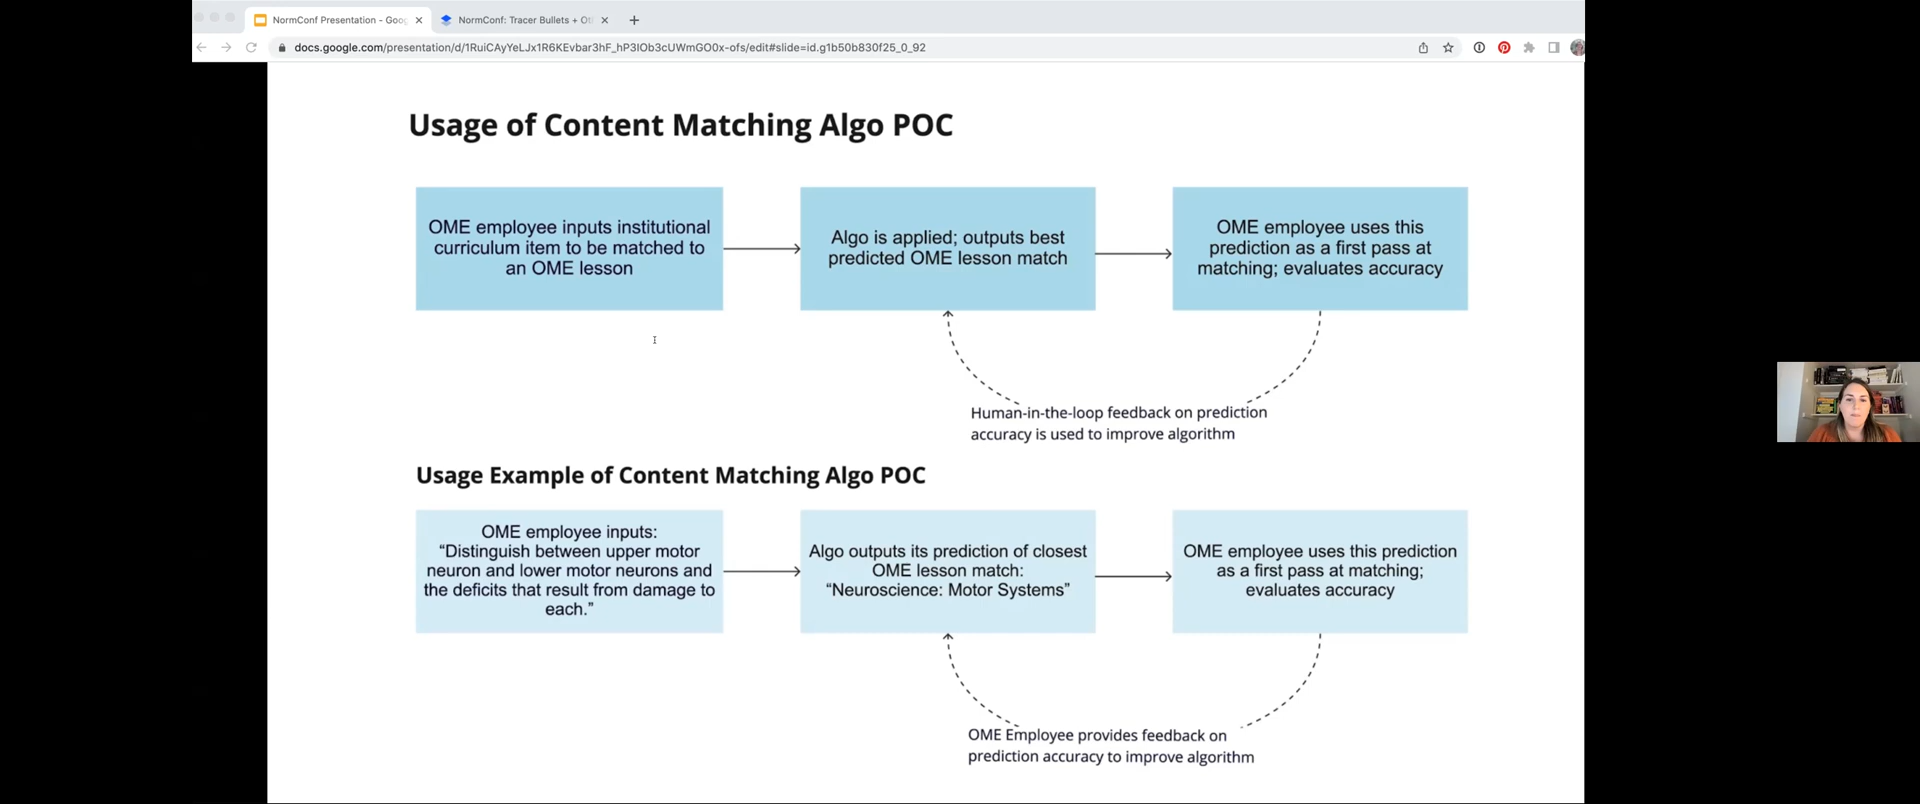 NormConf Presentation - Goog
NormConf: Tracer Bullets + Ot
docs.google.com/presentation/d/1RuiCAyYeLJx1R6KEvbar3hF_hP3IOb3cUWmGO0x-ofs/edit#slide=id.g1b50b830f25_0_92
Usage of Content Matching Algo POC
OME employee inputs institutional
curriculum item to be matched to
an OME lesson
Algo is applied; outputs best
predicted OME lesson match
OME employee uses this
prediction as a first pass at
matching; evaluates accuracy
Human-in-the-loop feedback on prediction
accuracy is used to improve algorithm
Usage Example of Content Matching Algo POC
OME employee inputs:
“Distinguish between upper motor
neuron and lower motor neurons and
the deficits that result from damage to
each.”
Algo outputs its prediction of closest
OME lesson match:
“Neuroscience: Motor Systems”
OME employee uses this prediction
as a first pass at matching;
evaluates accuracy
OME Employee provides feedback on
prediction accuracy to improve algorithm